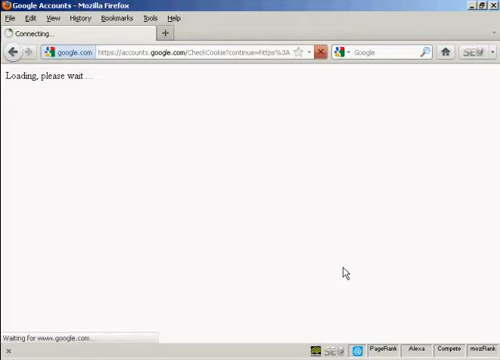 Google Accounts - Mozilla Firefox
File Edit View History Bookmarks Tools Help
Connecting...
google.com https://accounts.google.com/CheckCookie?continue=https%3A Google
Loading, please wait ...
Waiting for www.google.com...
PageRank Alexa Compete mozRank